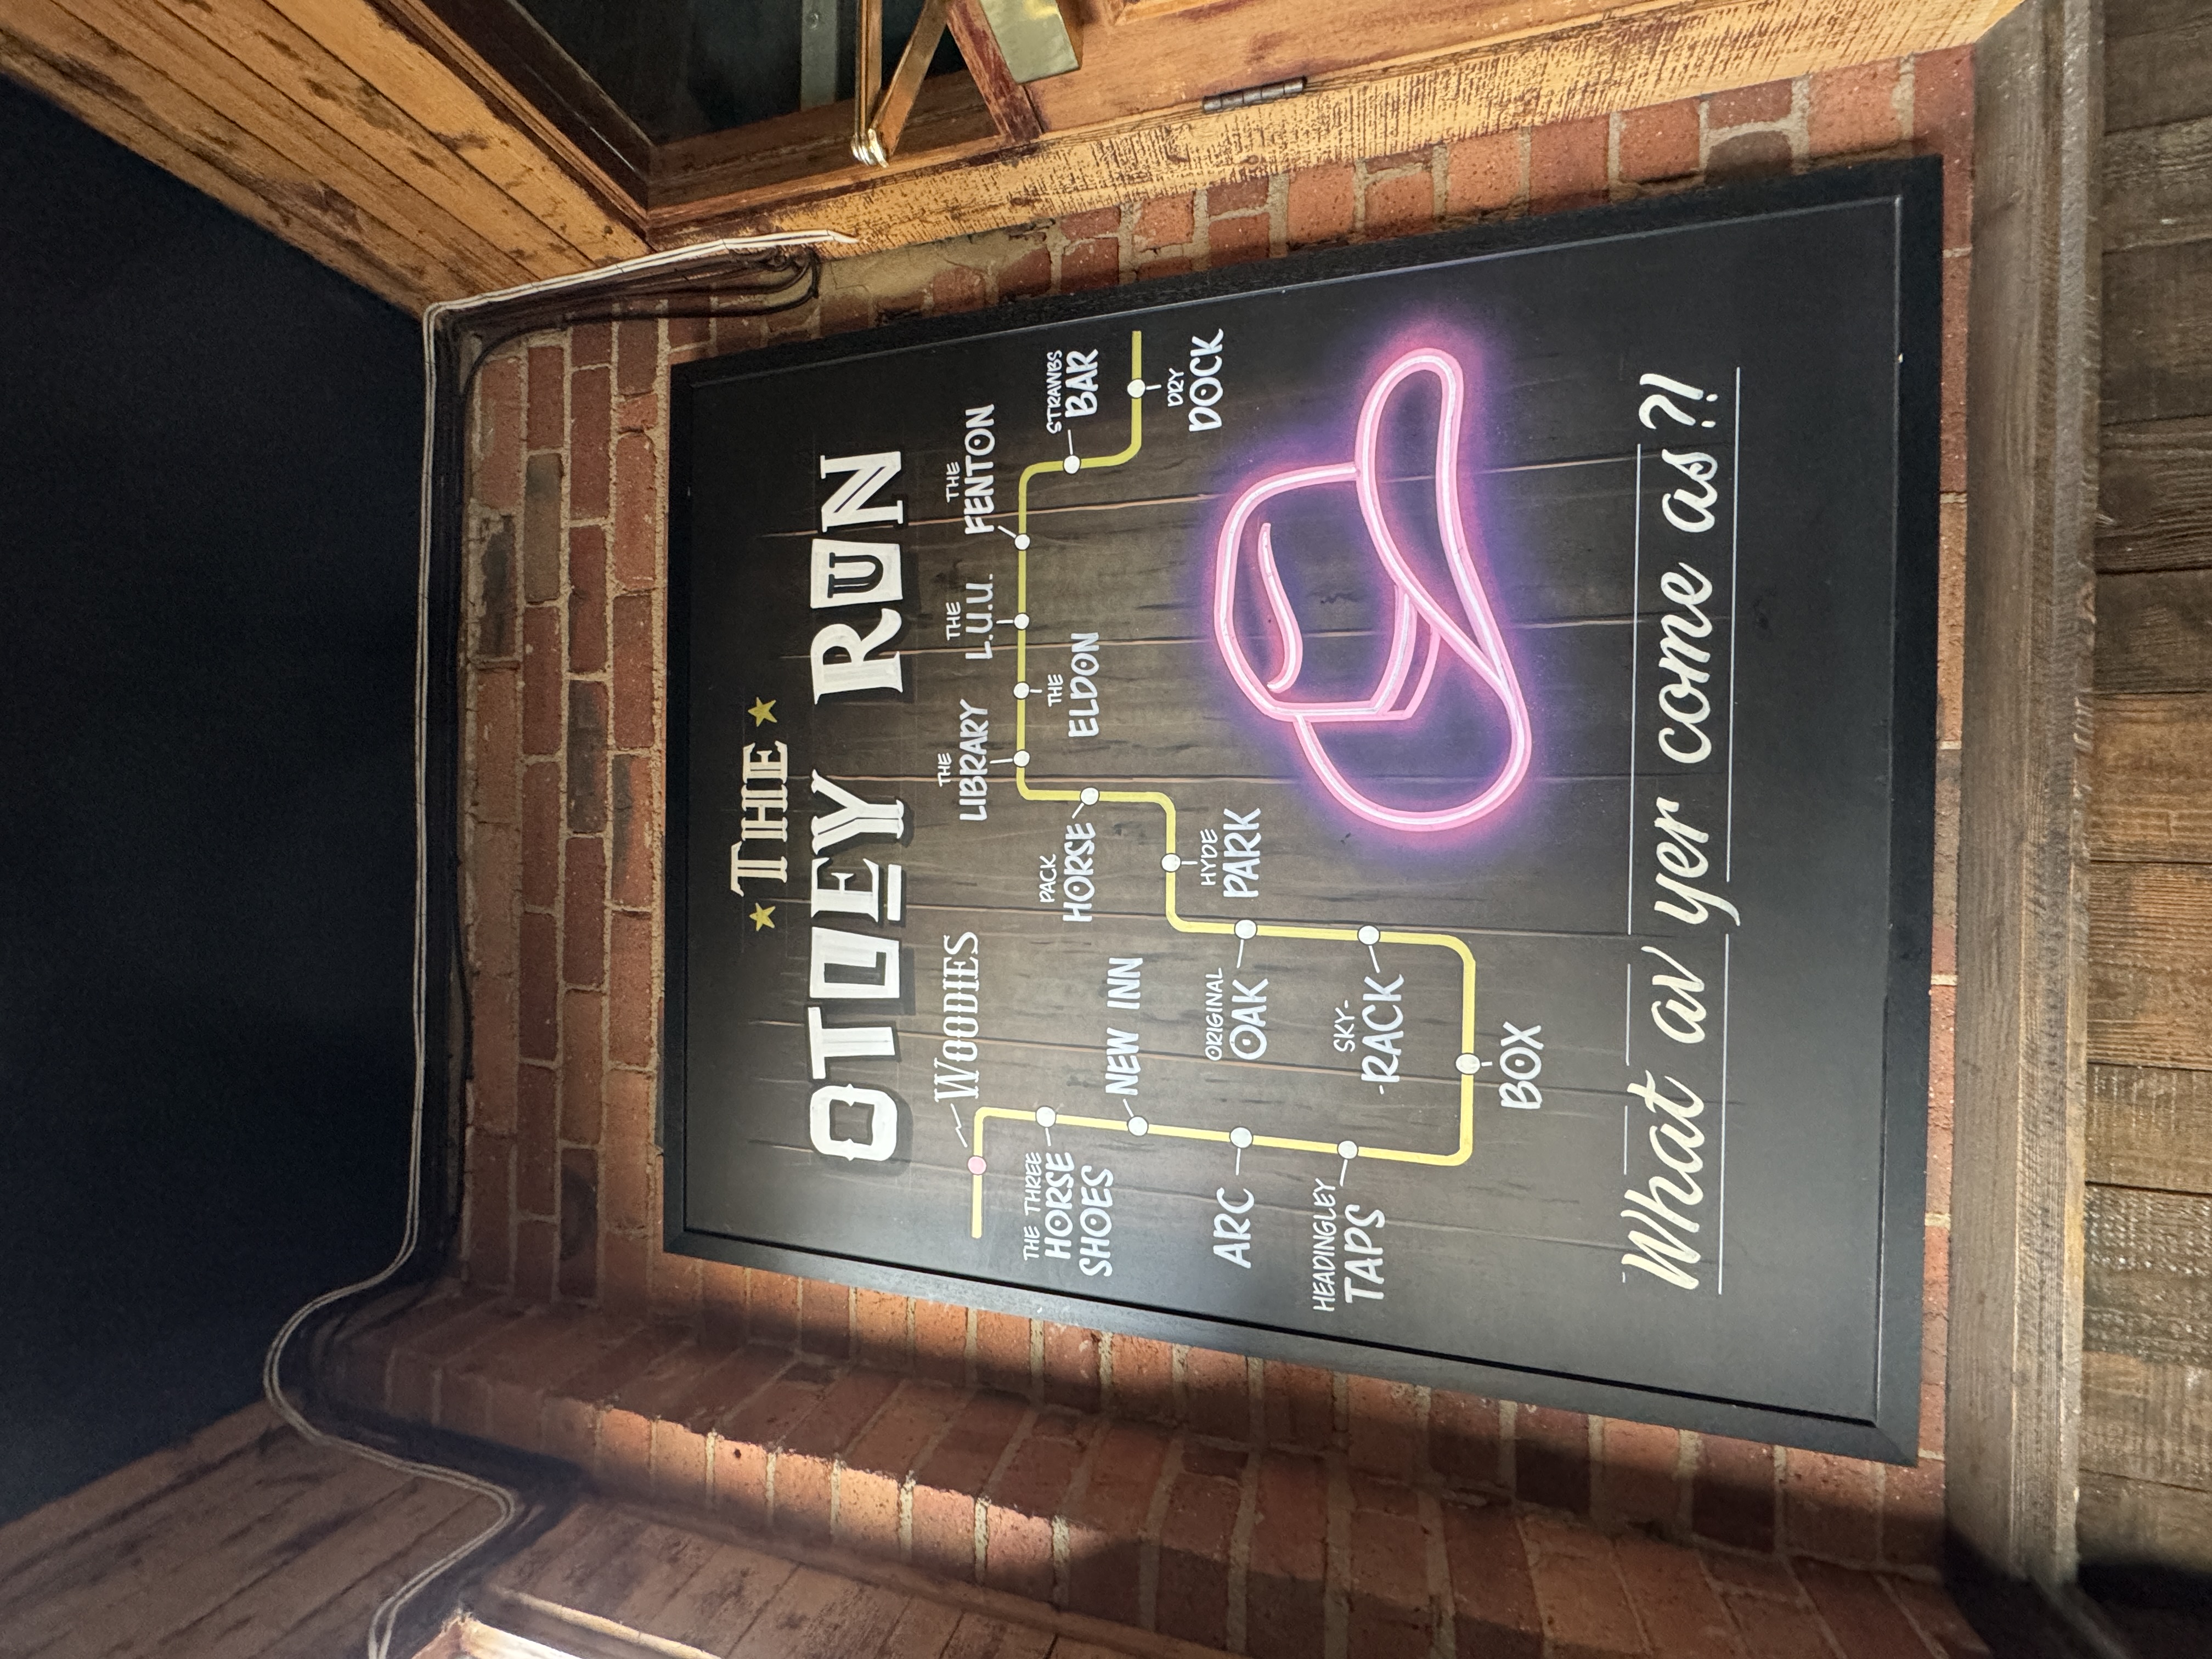 THE
OTLEY RUN
WOODIES
THE THREE
HORSE
SHOES
NEW INN
ARC
HEADINGLEY
TAPS
BOX
SKY-
-RACK
ORIGINAL
OAK
HYDE
PARK
PACK
HORSE
THE
LIBRARY
THE
ELDON
THE
L.U.U.
THE
FENTON
STRAWBS
BAR
DRY
DOCK
What av yer come as?!